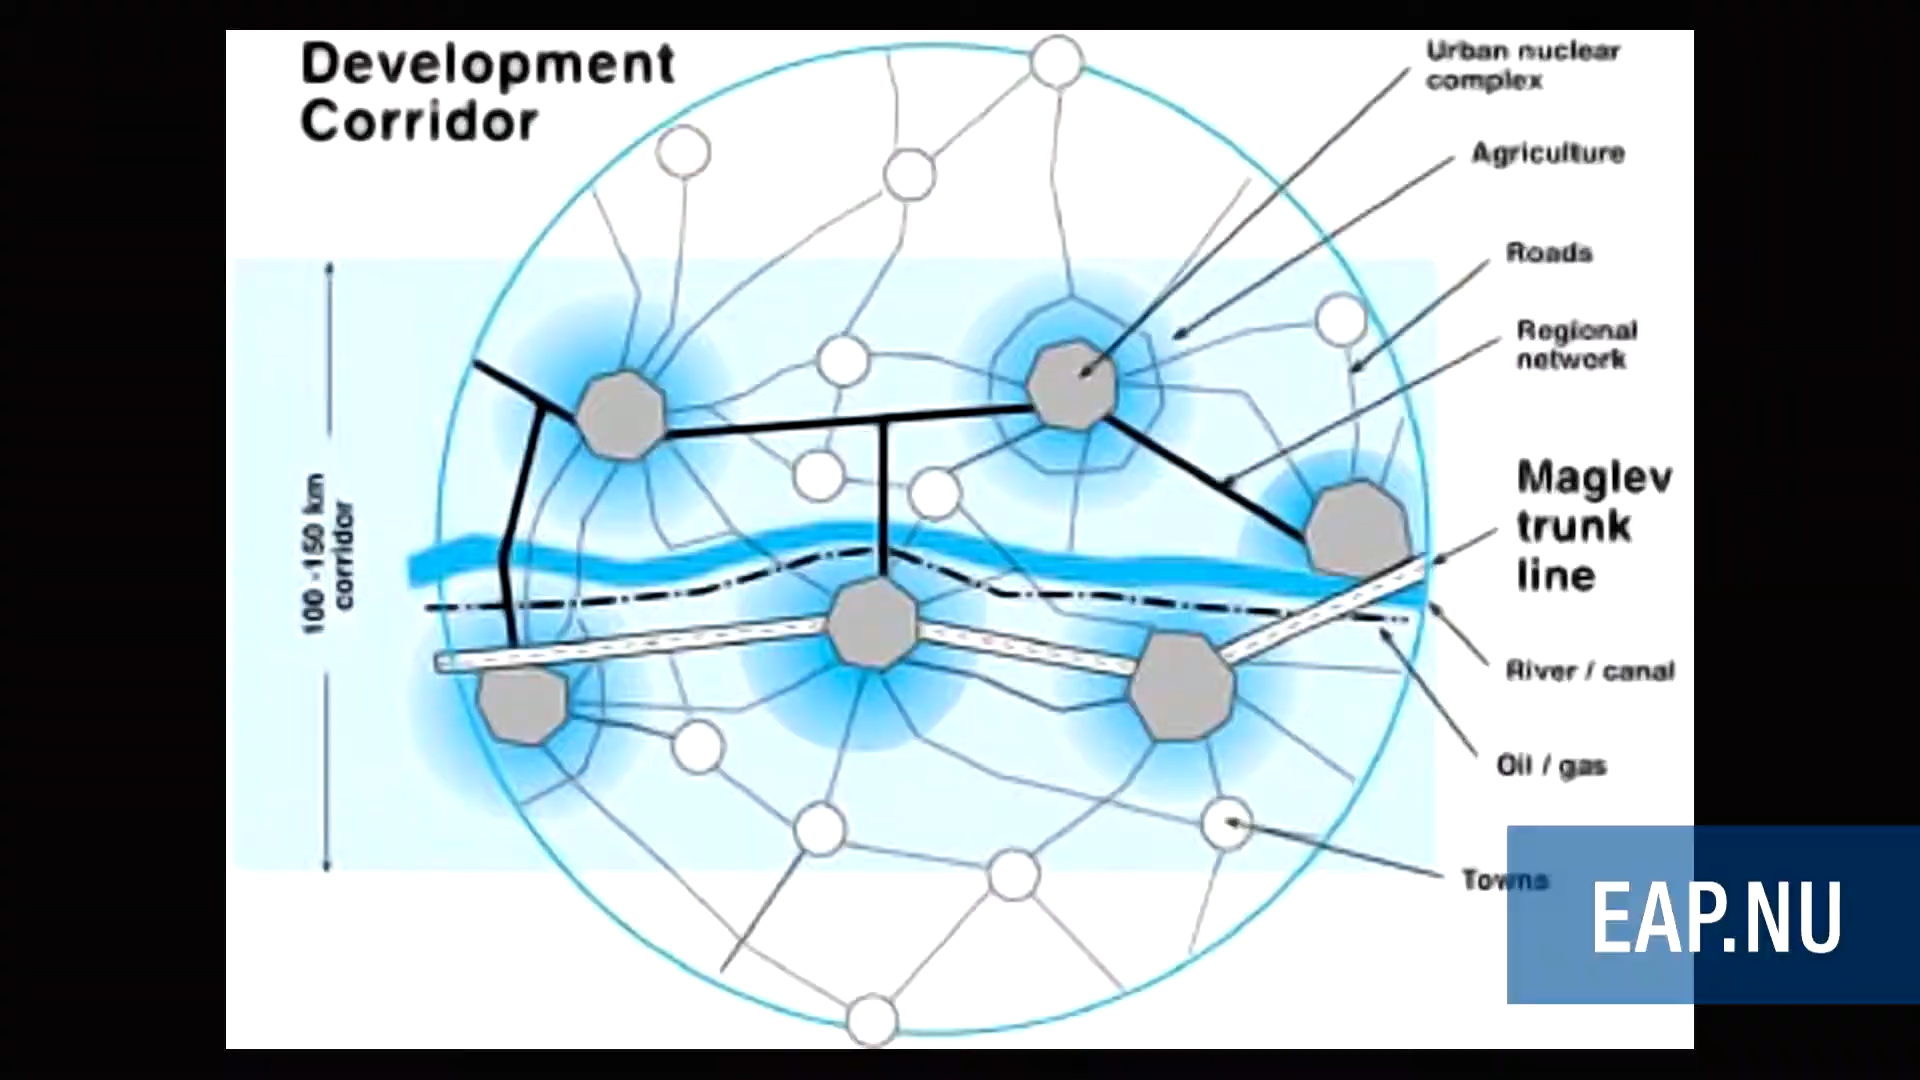 Development
Corridor
Urban nuclear
complex
Agriculture
Roads
Regional
network
Maglev
trunk
line
100 -150 km
corridor
River / canal
Oil / gas
Towns
EAP.NU